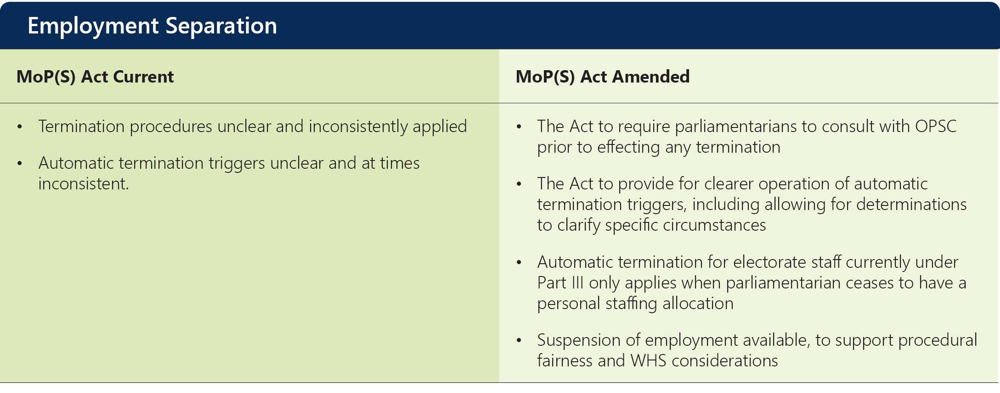 Employment Separation
MoP(S) Act Current
• Termination procedures unclear and inconsistently applied
• Automatic termination triggers unclear and at times
inconsistent.
MoP(S) Act Amended
• The Act to require parliamentarians to consult with OPSC
prior to effecting any termination
• The Act to provide for clearer operation of automatic
termination triggers, including allowing for determinations
to clarify specific circumstances
• Automatic termination for electorate staff currently under
Part III only applies when parliamentarian ceases to have a
personal staffing allocation
• Suspension of employment available, to support procedural
fairness and WHS considerations